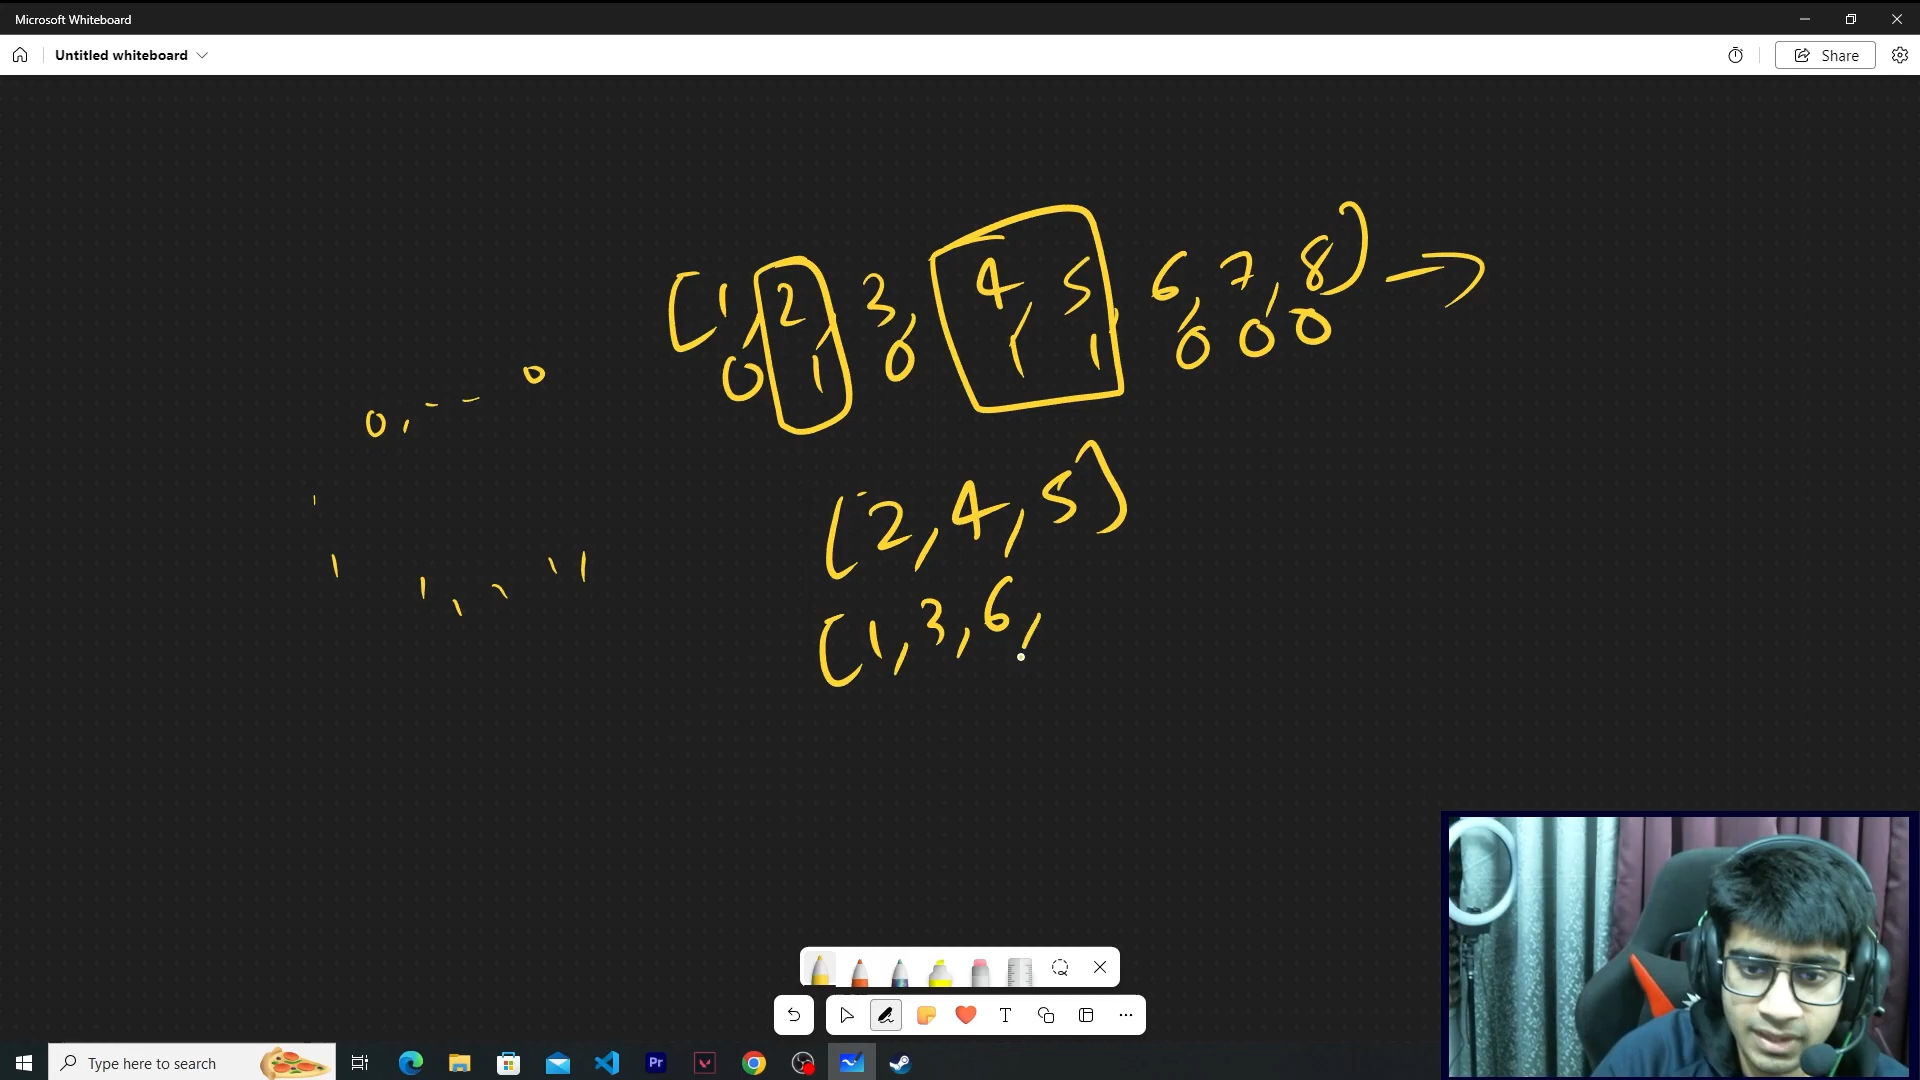 Microsoft Whiteboard
Untitled whiteboard
Share
[1, 2, 3, 4, 5, 6, 7, 8] →
0 1 0 1 1 0 0 0
0, - - 0
[2, 4, 5]
[1, 3, 6,
T
Type here to search
Pr